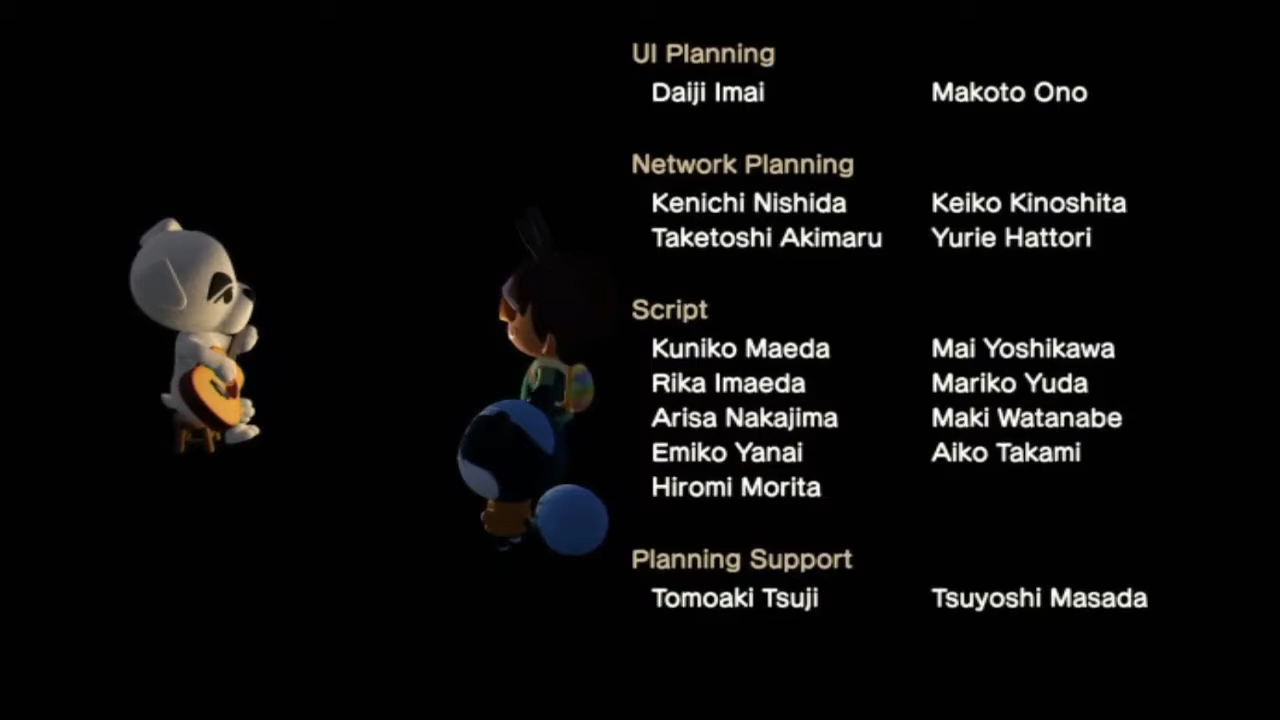 UI Planning
Daiji Imai Makoto Ono
Network Planning
Kenichi Nishida Keiko Kinoshita
Taketoshi Akimaru Yurie Hattori
Script
Kuniko Maeda Mai Yoshikawa
Rika Imaeda Mariko Yuda
Arisa Nakajima Maki Watanabe
Emiko Yanai Aiko Takami
Hiromi Morita
Planning Support
Tomoaki Tsuji Tsuyoshi Masada